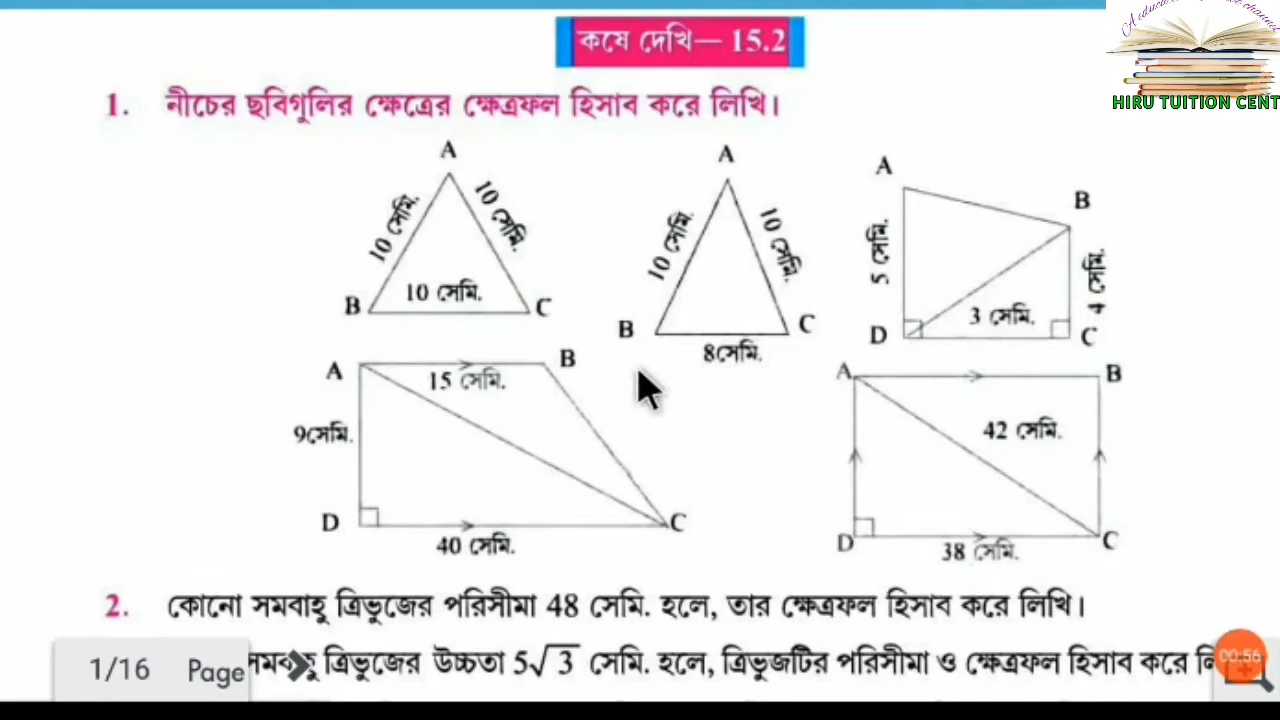 কষে দেখি— 15.2
HIRU TUITION CENT
1. নীচের ছবিগুলির ক্ষেত্রের ক্ষেত্রফল হিসাব করে লিখি।
A
10 সেমি.
10 সেমি.
B
10 সেমি.
C
A
10 সেমি.
10 সেমি.
B
C
8সেমি.
A
B
5 সেমি.
4 সেমি.
3 সেমি.
D
C
A
B
15 সেমি.
9সেমি.
D
C
40 সেমি.
A
B
42 সেমি.
D
C
38 সেমি.
2. কোনো সমবাহু ত্রিভুজের পরিসীমা 48 সেমি. হলে, তার ক্ষেত্রফল হিসাব করে লিখি।
ত্রিভুজের উচ্চতা 5√3 সেমি. হলে, ত্রিভুজটির পরিসীমা ও ক্ষেত্রফল হিসাব করে
1/16 Page
00:56